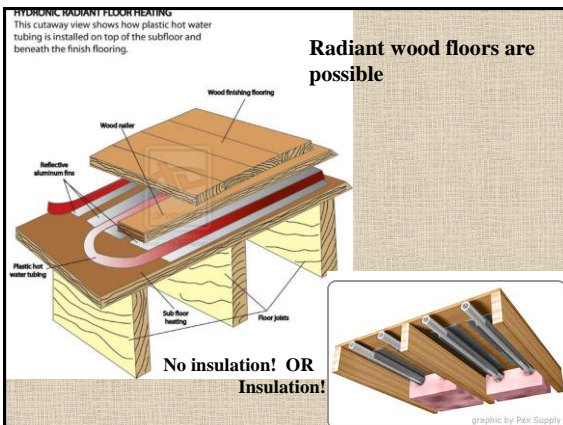 HYDRONIC RADIANT FLOOR HEATING
This cutaway view shows how plastic hot water
tubing is installed on top of the subfloor and
beneath the finish flooring.
Radiant wood floors are
possible
Wood finishing flooring
Wood nailer
Reflective
aluminum fins
Plastic hot
water tubing
Sub floor
heating
Floor joists
No insulation! OR
Insulation!
graphic by Pex Supply